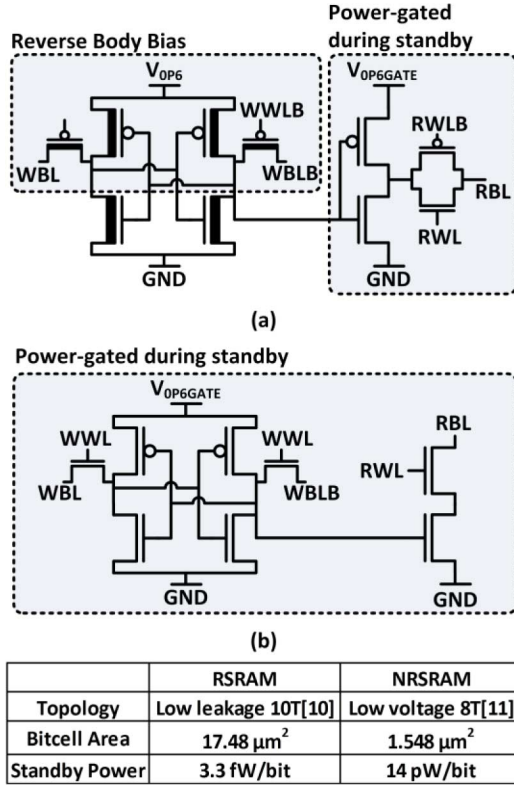 Power-gated
during standby
Reverse Body Bias
V0P6
V0P6GATE
WWLB
RWLB
WBL
WBLB
RBL
RWL
GND
GND
(a)
Power-gated during standby
V0P6GATE
RBL
WWL
WWL
RWL
WBL
WBLB
GND
GND
(b)
RSRAM NRSRAM
Topology Low leakage 10T[10] Low voltage 8T[11]
Bitcell Area 17.48 μm² 1.548 μm²
Standby Power 3.3 fW/bit 14 pW/bit